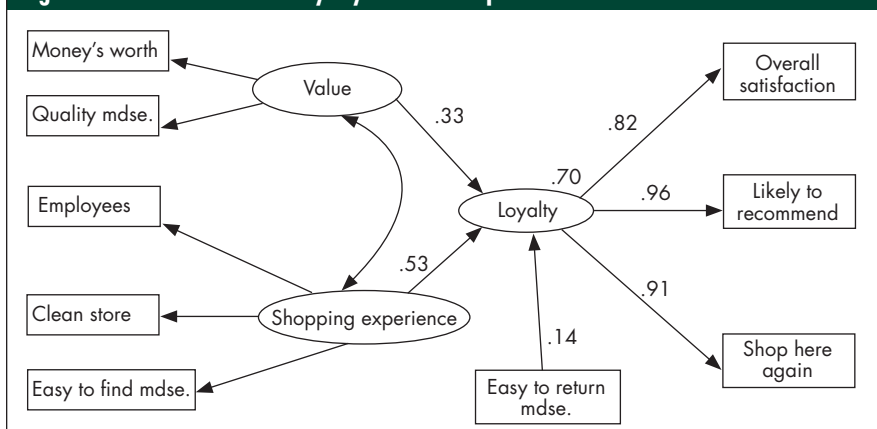 Money's worth
Quality mdse.
Employees
Clean store
Easy to find mdse.
Value
Shopping experience
.33
.53
.70
Loyalty
.14
Easy to return
mdse.
.82
.96
.91
Overall
satisfaction
Likely to
recommend
Shop here
again